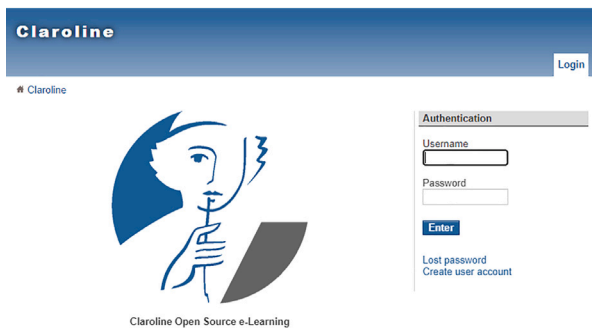 Claroline
Login
Claroline
Authentication
Username
Password
Enter
Lost password
Create user account
Claroline Open Source e-Learning